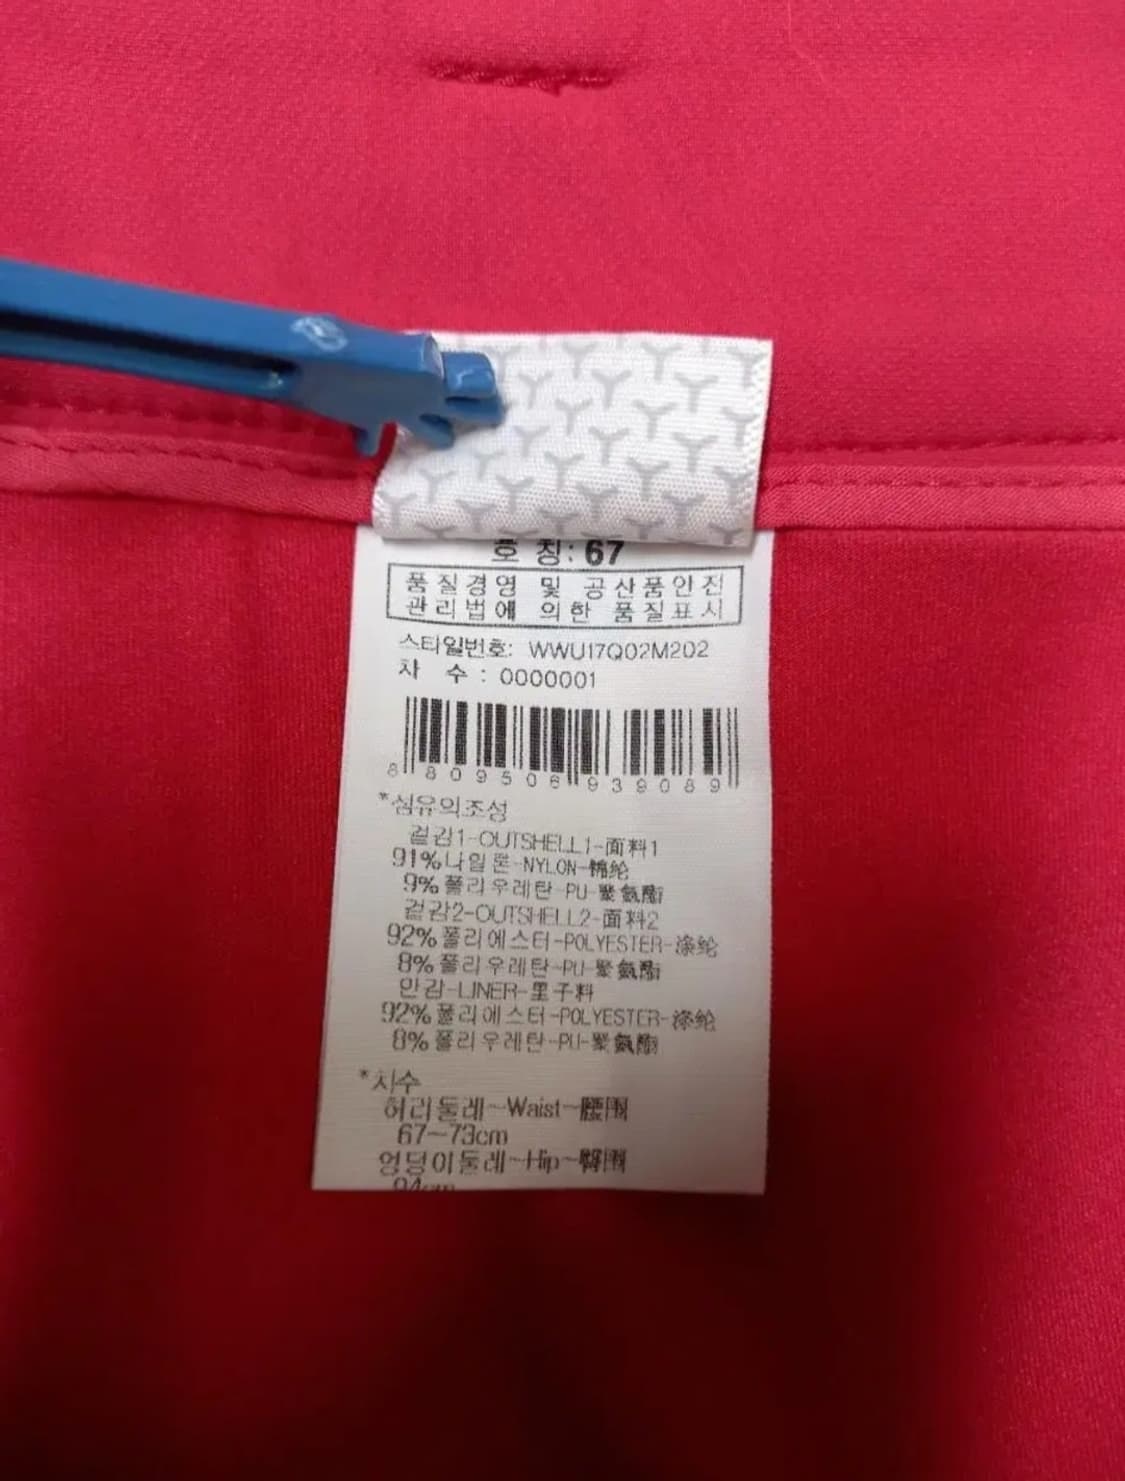 호 칭: 67
품질경영 및 공산품안전
관리법에 의한 품질표시
스타일번호: WWU17Q02M202
차 수 : 0000001
8 809506 939089
*섬유의조성
겉감1-OUTSHELL1-面料1
91%나일론-NYLON-锦纶
9%폴리우레탄-PU-聚氨酯
겉감2-OUTSHELL2-面料2
92%폴리에스터-POLYESTER-涤纶
8%폴리우레탄-PU-聚氨酯
안감-LINER-里子料
92%폴리에스터-POLYESTER-涤纶
8%폴리우레탄-PU-聚氨酯
*치수
허리둘레~Waist~腰围
67~73cm
엉덩이둘레~Hip~臀围
94cm